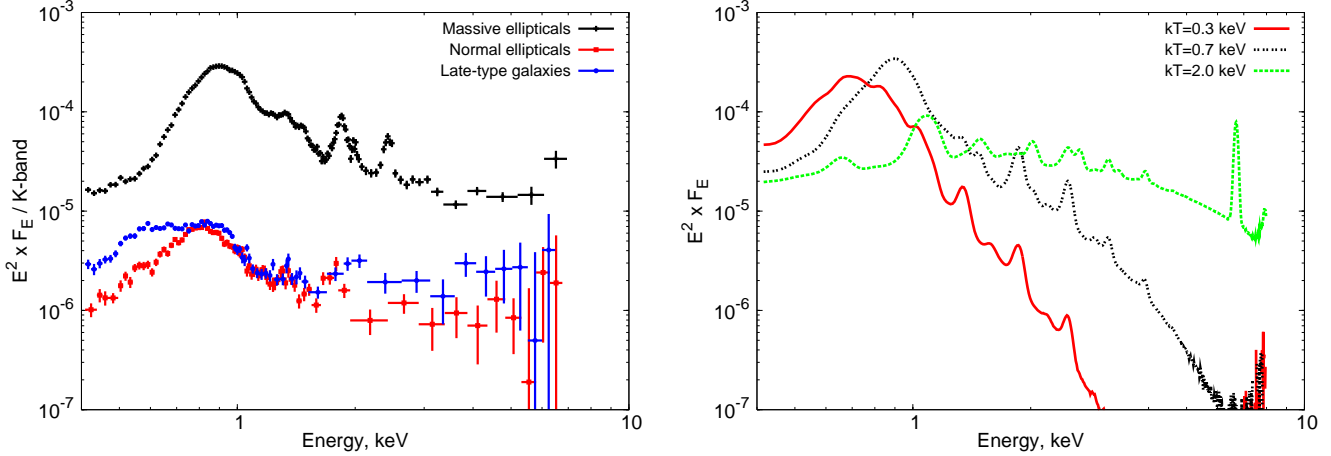 Massive ellipticals
Normal ellipticals
Late-type galaxies
10^-3
10^-4
10^-5
10^-6
10^-7
E^2 x F_E / K-band
1
10
Energy, keV
kT=0.3 keV
kT=0.7 keV
kT=2.0 keV
10^-3
10^-4
10^-5
10^-6
10^-7
E^2 x F_E
1
10
Energy, keV